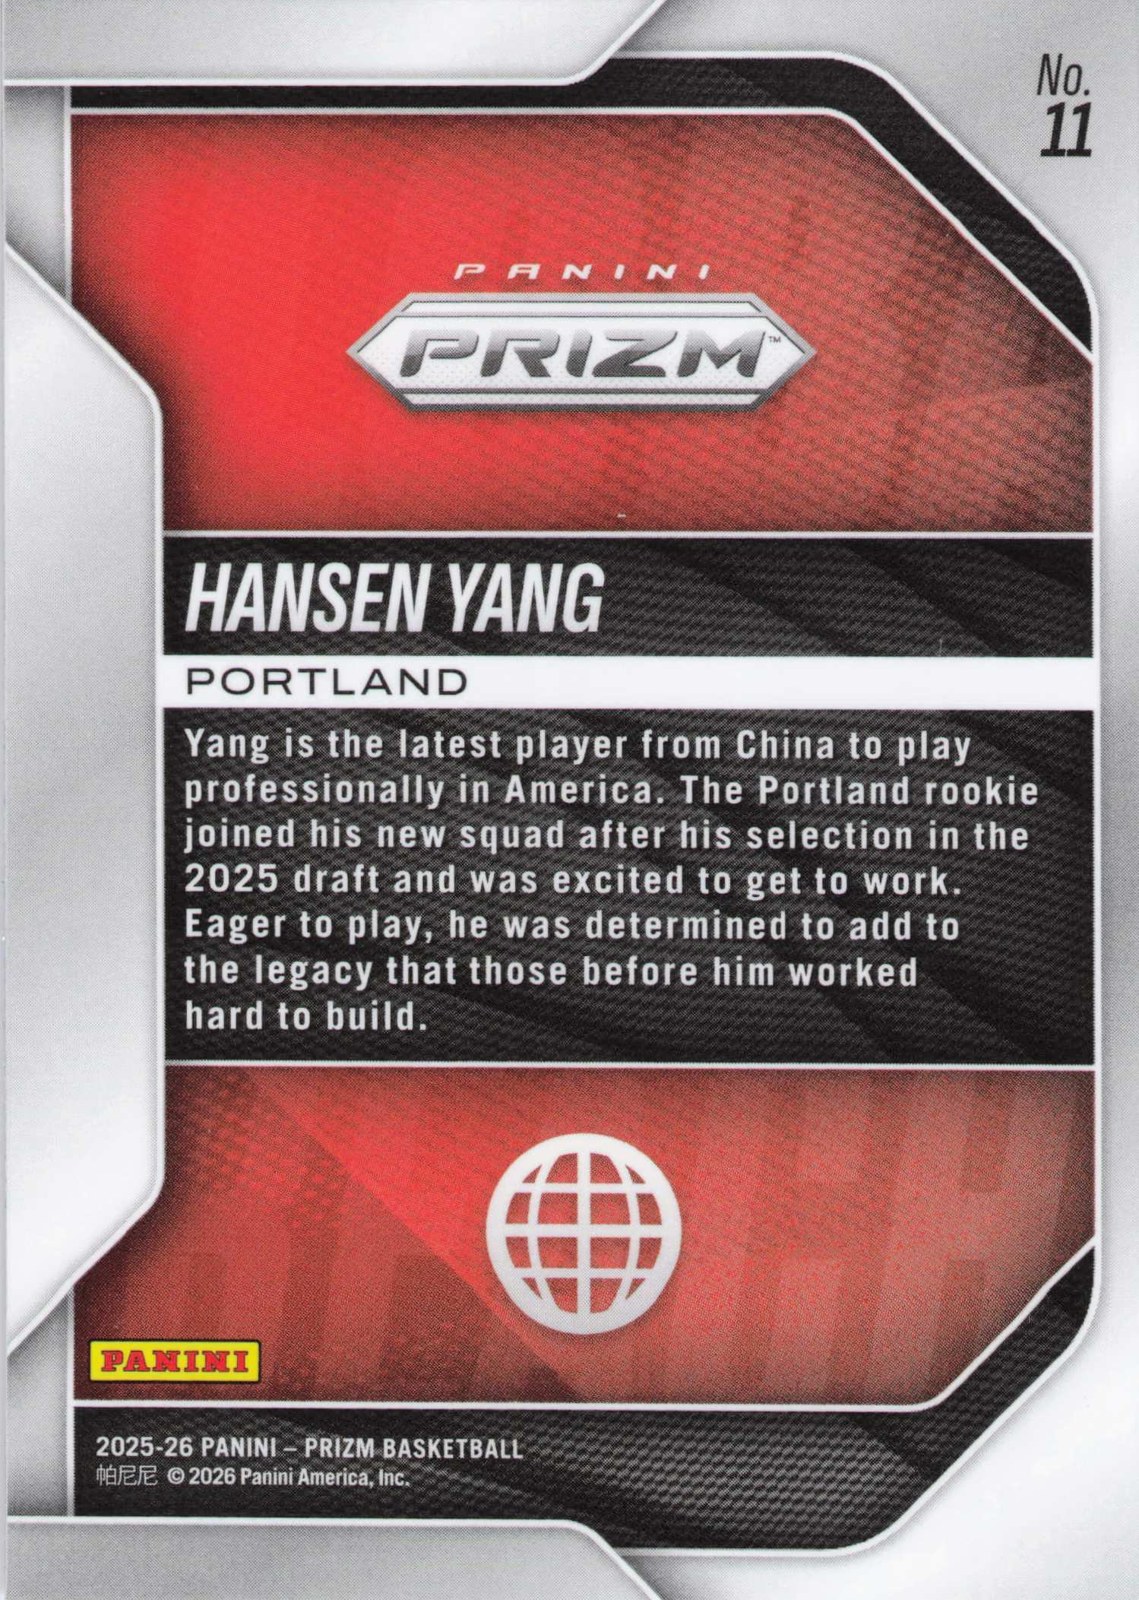 No.
11
PANINI
PRIZM™
HANSEN YANG
PORTLAND
Yang is the latest player from China to play
professionally in America. The Portland rookie
joined his new squad after his selection in the
2025 draft and was excited to get to work.
Eager to play, he was determined to add to
the legacy that those before him worked
hard to build.
PANINI
2025-26 PANINI – PRIZM BASKETBALL
帕尼尼 © 2026 Panini America, Inc.